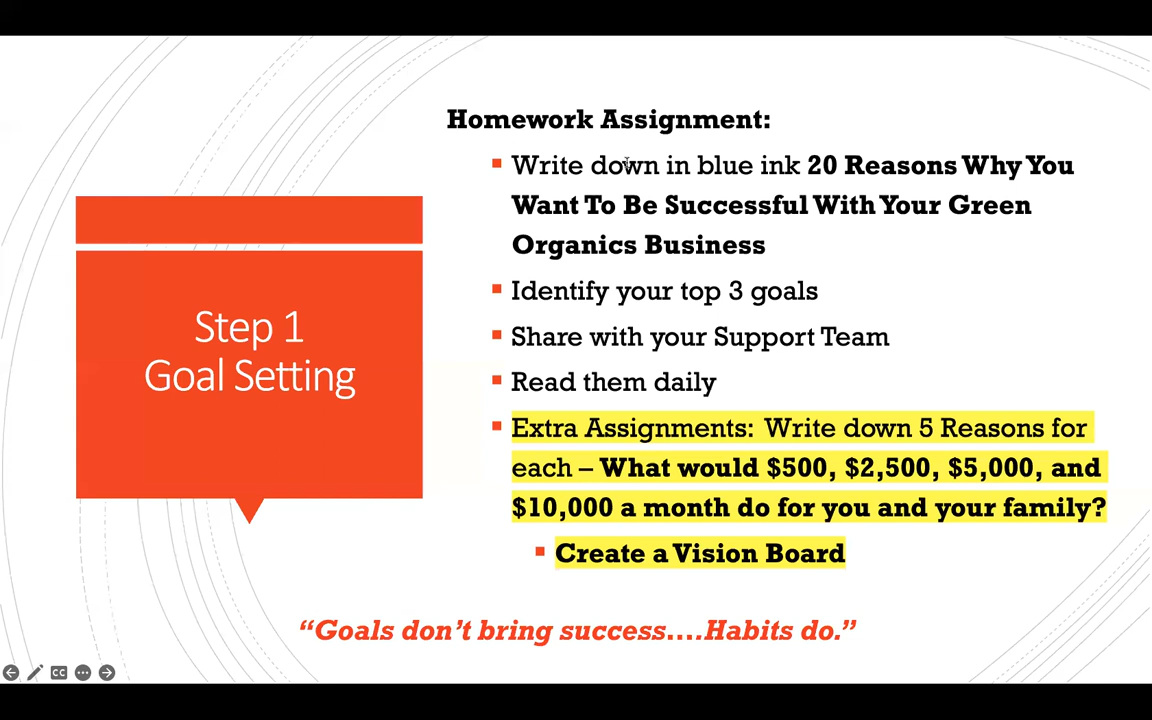 Step 1
Goal Setting
Homework Assignment:
Write down in blue ink 20 Reasons Why You
Want To Be Successful With Your Green
Organics Business
Identify your top 3 goals
Share with your Support Team
Read them daily
Extra Assignments: Write down 5 Reasons for
each – What would $500, $2,500, $5,000, and
$10,000 a month do for you and your family?
Create a Vision Board
“Goals don’t bring success....Habits do.”
CC